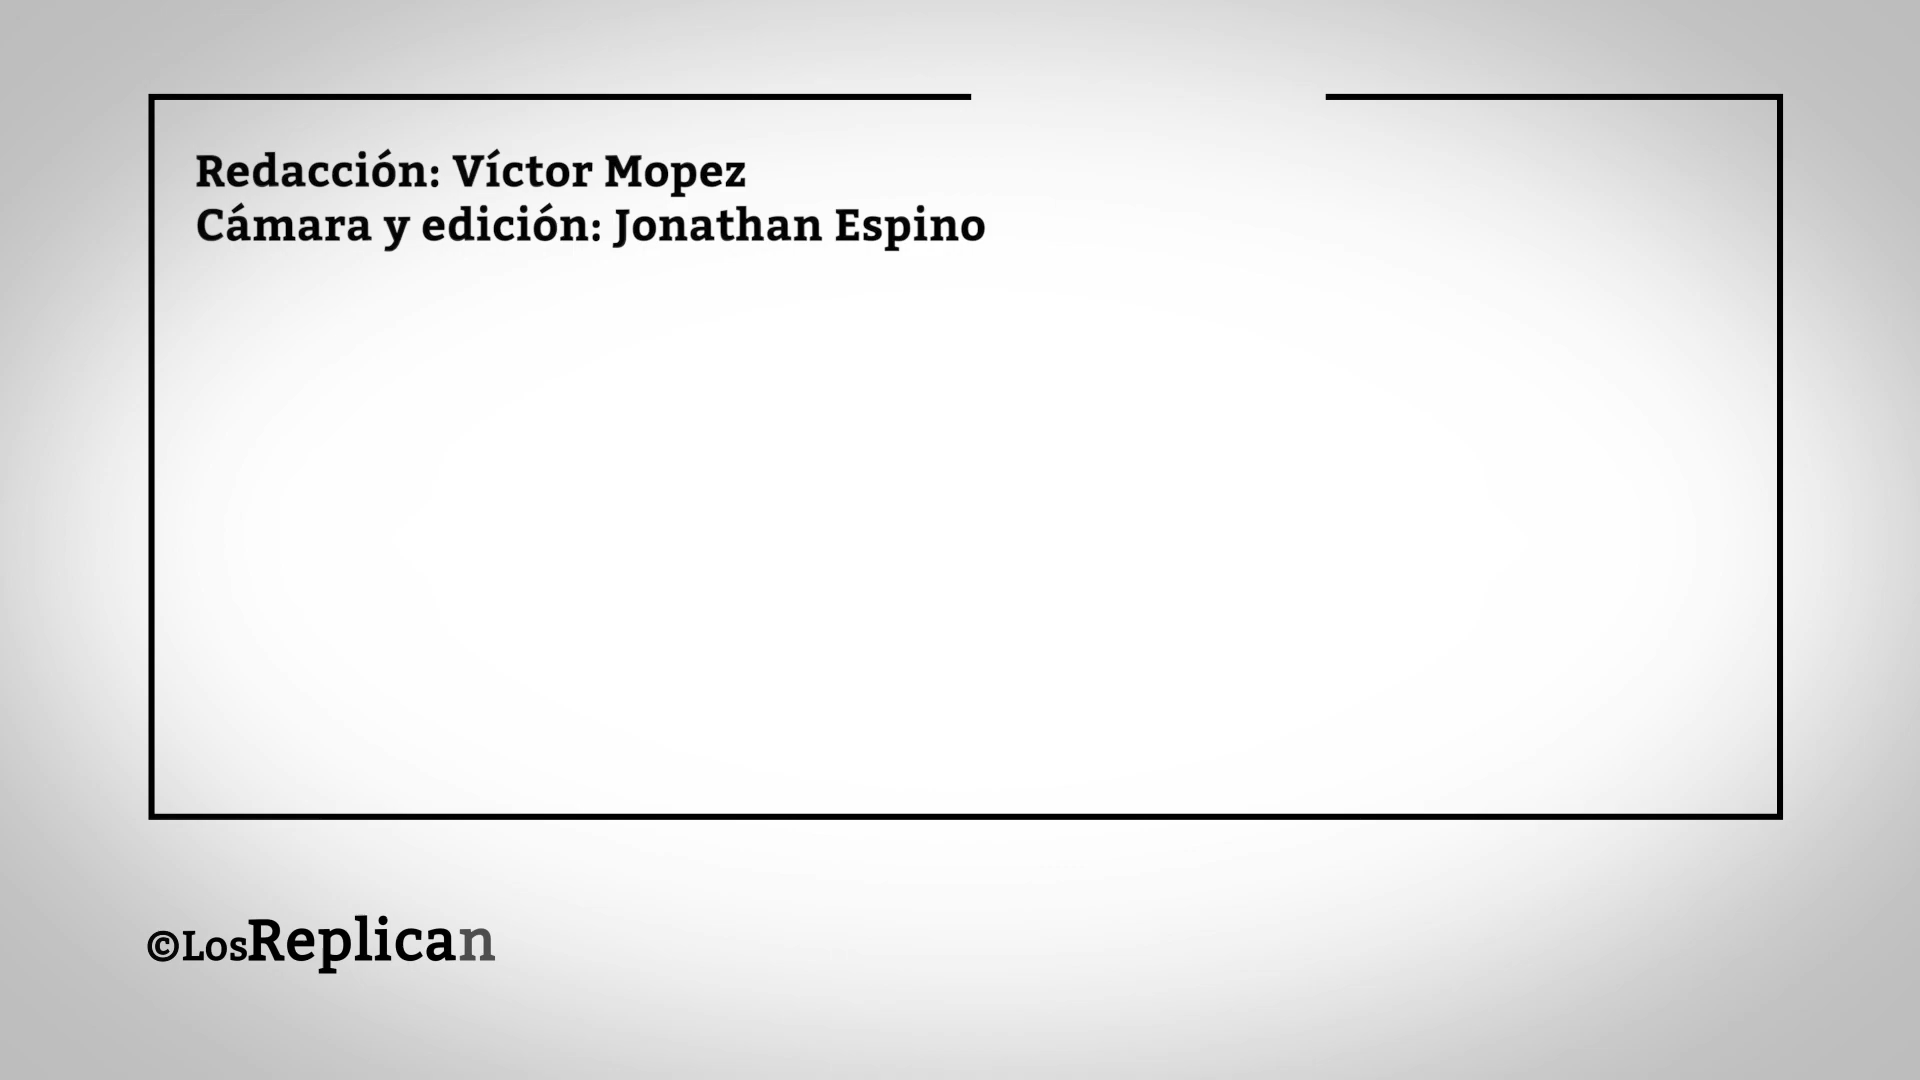 Redacción: Víctor Mopez
Cámara y edición: Jonathan Espino
©LosReplican